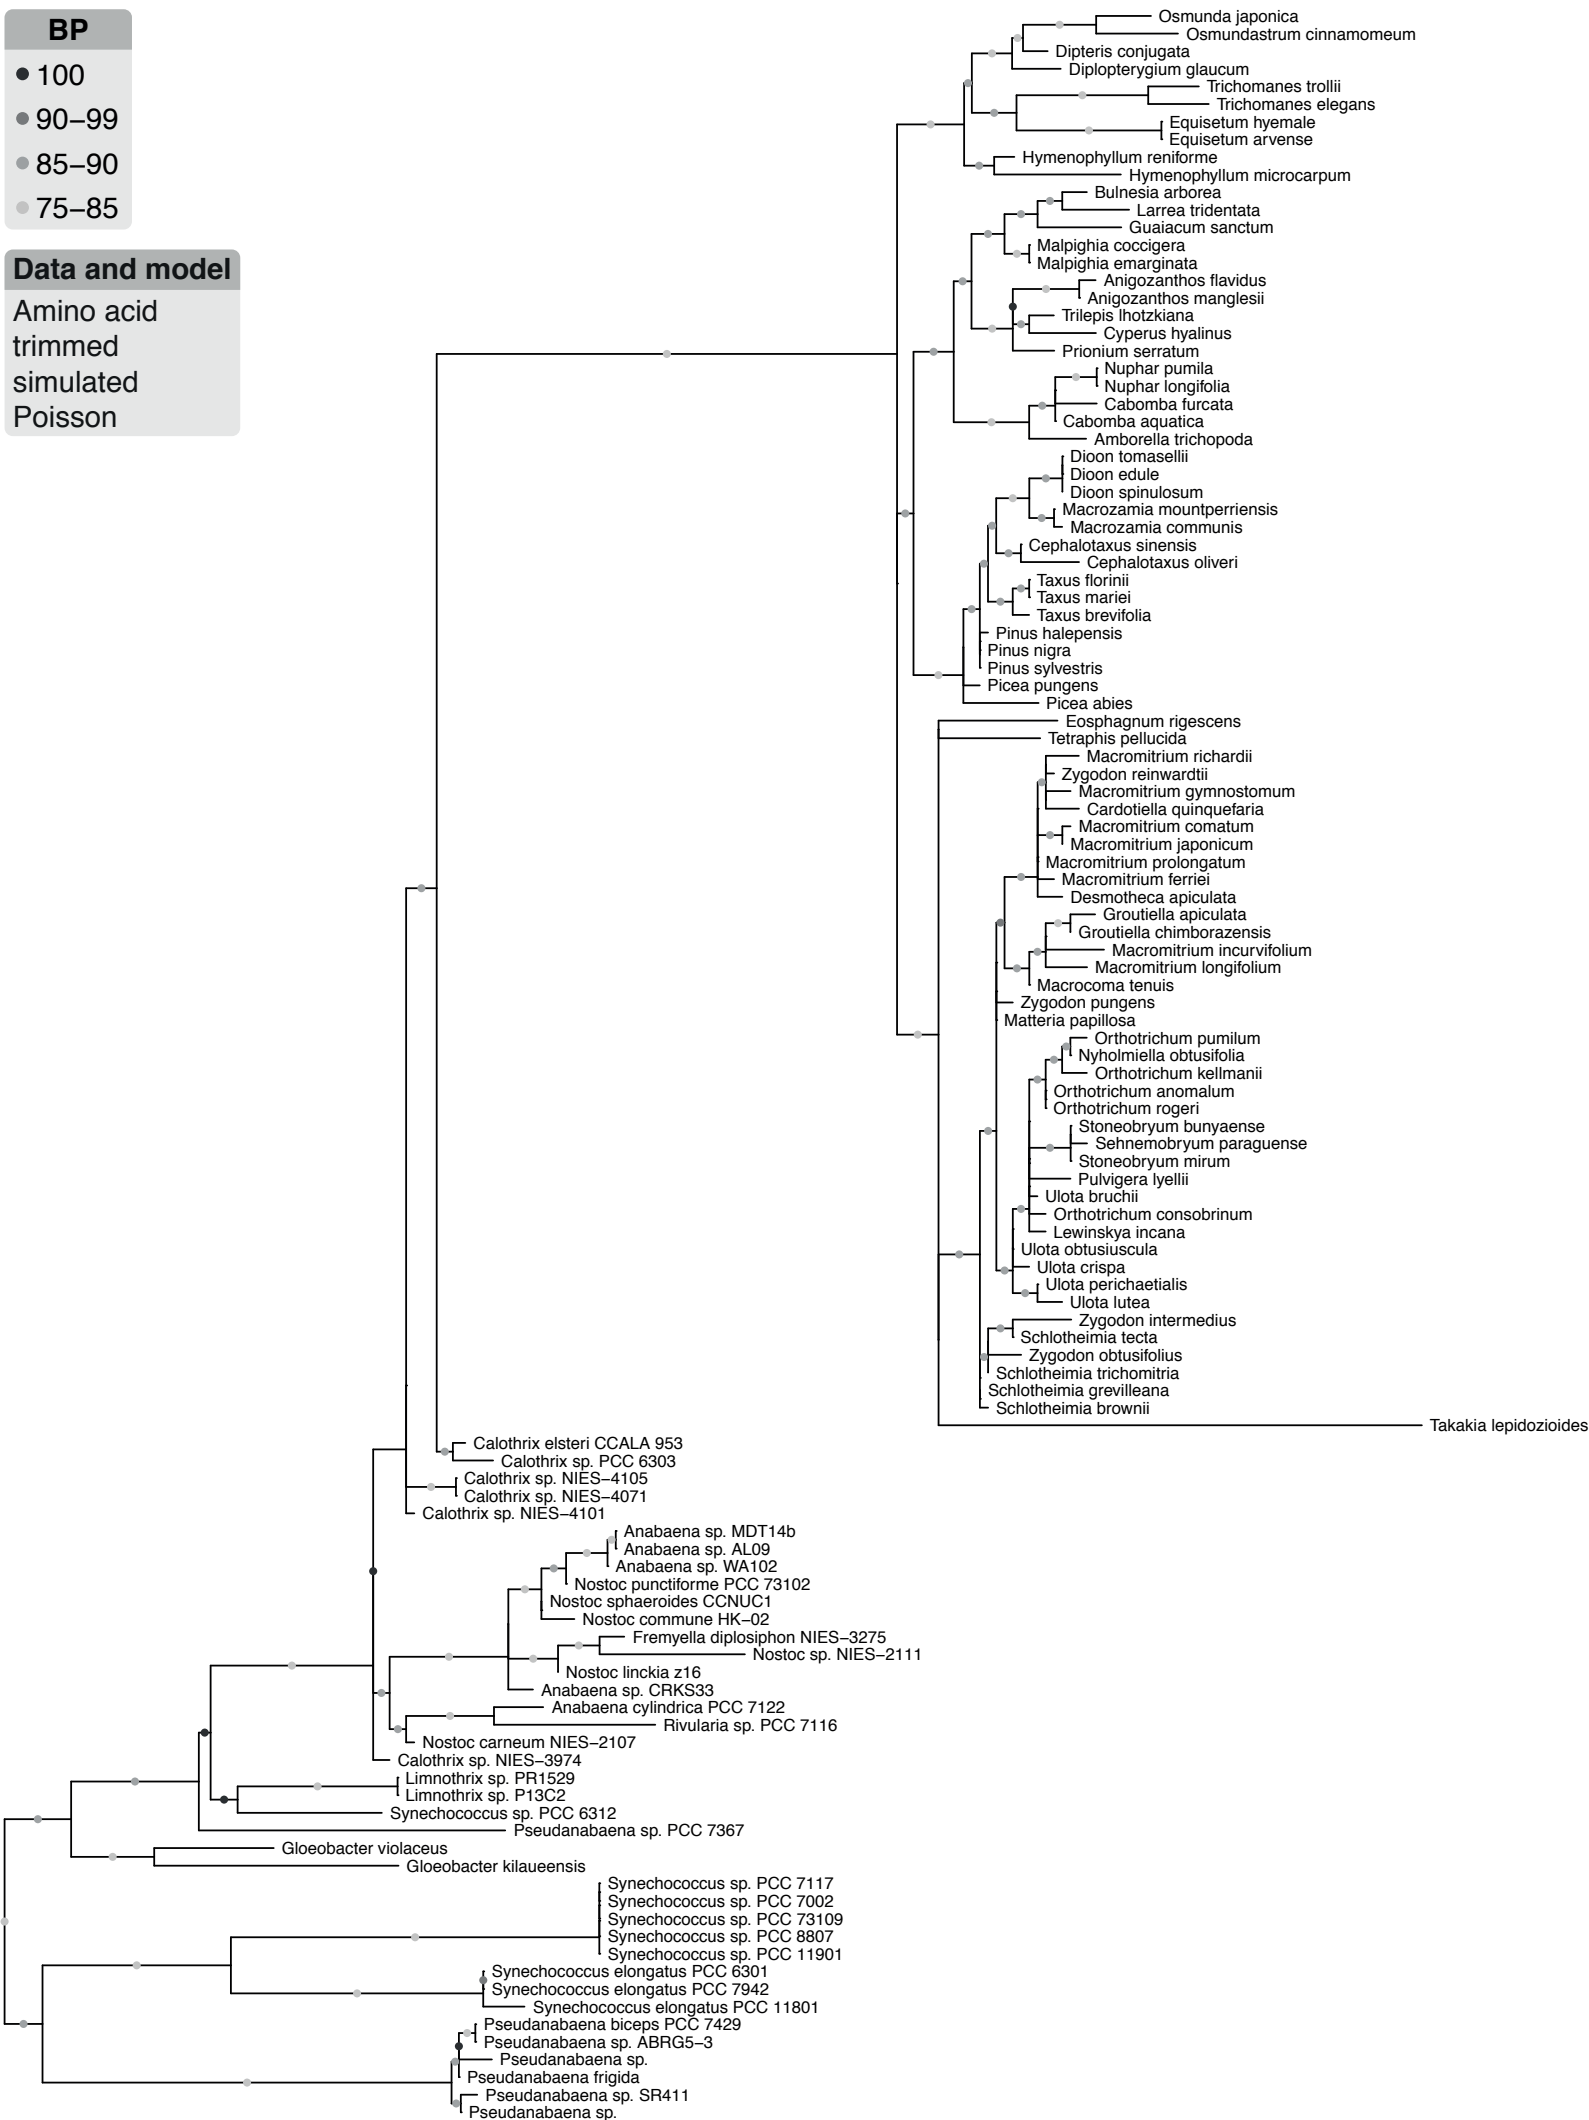 BP
100
90–99
85–90
75–85
Data and model
Amino acid
trimmed
simulated
Poisson
Osmunda japonica
Osmundastrum cinnamomeum
Dipteris conjugata
Diplopterygium glaucum
Trichomanes trollii
Trichomanes elegans
Equisetum hyemale
Equisetum arvense
Hymenophyllum reniforme
Hymenophyllum microcarpum
Bulnesia arborea
Larrea tridentata
Guaiacum sanctum
Malpighia coccigera
Malpighia emarginata
Anigozanthos flavidus
Anigozanthos manglesii
Trilepis lhotzkiana
Cyperus hyalinus
Prionium serratum
Nuphar pumila
Nuphar longifolia
Cabomba furcata
Cabomba aquatica
Amborella trichopoda
Dioon tomasellii
Dioon edule
Dioon spinulosum
Macrozamia mountperriensis
Macrozamia communis
Cephalotaxus sinensis
Cephalotaxus oliveri
Taxus florinii
Taxus mariei
Taxus brevifolia
Pinus halepensis
Pinus nigra
Pinus sylvestris
Picea pungens
Picea abies
Eosphagnum rigescens
Tetraphis pellucida
Macromitrium richardii
Zygodon reinwardtii
Macromitrium gymnostomum
Cardotiella quinquefaria
Macromitrium comatum
Macromitrium japonicum
Macromitrium prolongatum
Macromitrium ferriei
Desmotheca apiculata
Groutiella apiculata
Groutiella chimborazensis
Macromitrium incurvifolium
Macromitrium longifolium
Macrocoma tenuis
Zygodon pungens
Matteria papillosa
Orthotrichum pumilum
Nyholmiella obtusifolia
Orthotrichum kellmanii
Orthotrichum anomalum
Orthotrichum rogeri
Stoneobryum bunyaense
Sehnemobryum paraguense
Stoneobryum mirum
Pulvigera lyellii
Ulota bruchii
Orthotrichum consobrinum
Lewinskya incana
Ulota obtusiuscula
Ulota crispa
Ulota perichaetialis
Ulota lutea
Zygodon intermedius
Schlotheimia tecta
Zygodon obtusifolius
Schlotheimia trichomitria
Schlotheimia grevilleana
Schlotheimia brownii
Takakia lepidozioides
Calothrix elsteri CCALA 953
Calothrix sp. PCC 6303
Calothrix sp. NIES–4105
Calothrix sp. NIES–4071
Calothrix sp. NIES–4101
Anabaena sp. MDT14b
Anabaena sp. AL09
Anabaena sp. WA102
Nostoc punctiforme PCC 73102
Nostoc sphaeroides CCNUC1
Nostoc commune HK–02
Fremyella diplosiphon NIES–3275
Nostoc sp. NIES–2111
Nostoc linckia z16
Anabaena sp. CRKS33
Anabaena cylindrica PCC 7122
Rivularia sp. PCC 7116
Nostoc carneum NIES–2107
Calothrix sp. NIES–3974
Limnothrix sp. PR1529
Limnothrix sp. P13C2
Synechococcus sp. PCC 6312
Pseudanabaena sp. PCC 7367
Gloeobacter violaceus
Gloeobacter kilaueensis
Synechococcus sp. PCC 7117
Synechococcus sp. PCC 7002
Synechococcus sp. PCC 73109
Synechococcus sp. PCC 8807
Synechococcus sp. PCC 11901
Synechococcus elongatus PCC 6301
Synechococcus elongatus PCC 7942
Synechococcus elongatus PCC 11801
Pseudanabaena biceps PCC 7429
Pseudanabaena sp. ABRG5–3
Pseudanabaena sp.
Pseudanabaena frigida
Pseudanabaena sp. SR411
Pseudanabaena sp.